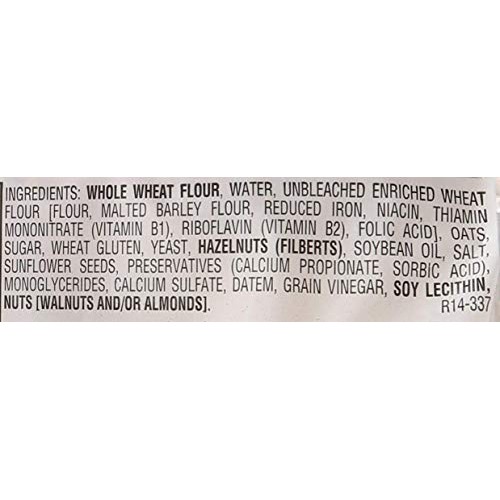 INGREDIENTS: WHOLE WHEAT FLOUR, WATER, UNBLEACHED ENRICHED WHEAT
FLOUR [FLOUR, MALTED BARLEY FLOUR, REDUCED IRON, NIACIN, THIAMIN
MONONITRATE (VITAMIN B1), RIBOFLAVIN (VITAMIN B2), FOLIC ACID], OATS,
SUGAR, WHEAT GLUTEN, YEAST, HAZELNUTS (FILBERTS), SOYBEAN OIL, SALT,
SUNFLOWER SEEDS, PRESERVATIVES (CALCIUM PROPIONATE, SORBIC ACID),
MONOGLYCERIDES, CALCIUM SULFATE, DATEM, GRAIN VINEGAR, SOY LECITHIN,
NUTS [WALNUTS AND/OR ALMONDS].
R14-337